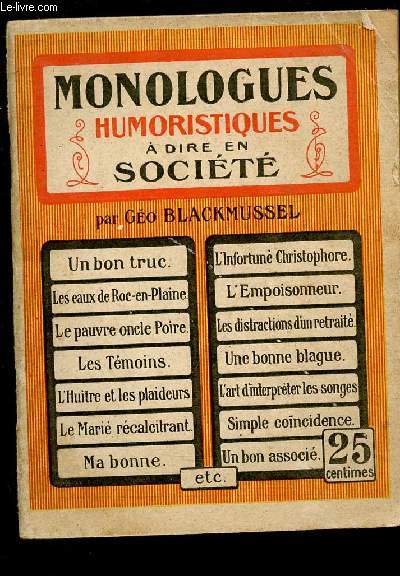 Le-livre.com
MONOLOGUES
HUMORISTIQUES
À DIRE EN
SOCIÉTÉ
par GÉO BLACKMUSSEL
Un bon truc.
Les eaux de Roc-en-Plaine
Le pauvre oncle Poire.
Les Témoins.
L'Huître et les plaideurs
Le Marié récalcitrant.
Ma bonne.
L'Infortuné Christophore.
L'Empoisonneur.
Les distractions d'un retraité.
Une bonne blague.
L'art d'interpréter les songes
Simple coïncidence.
Un bon associé.
etc.
25
centimes